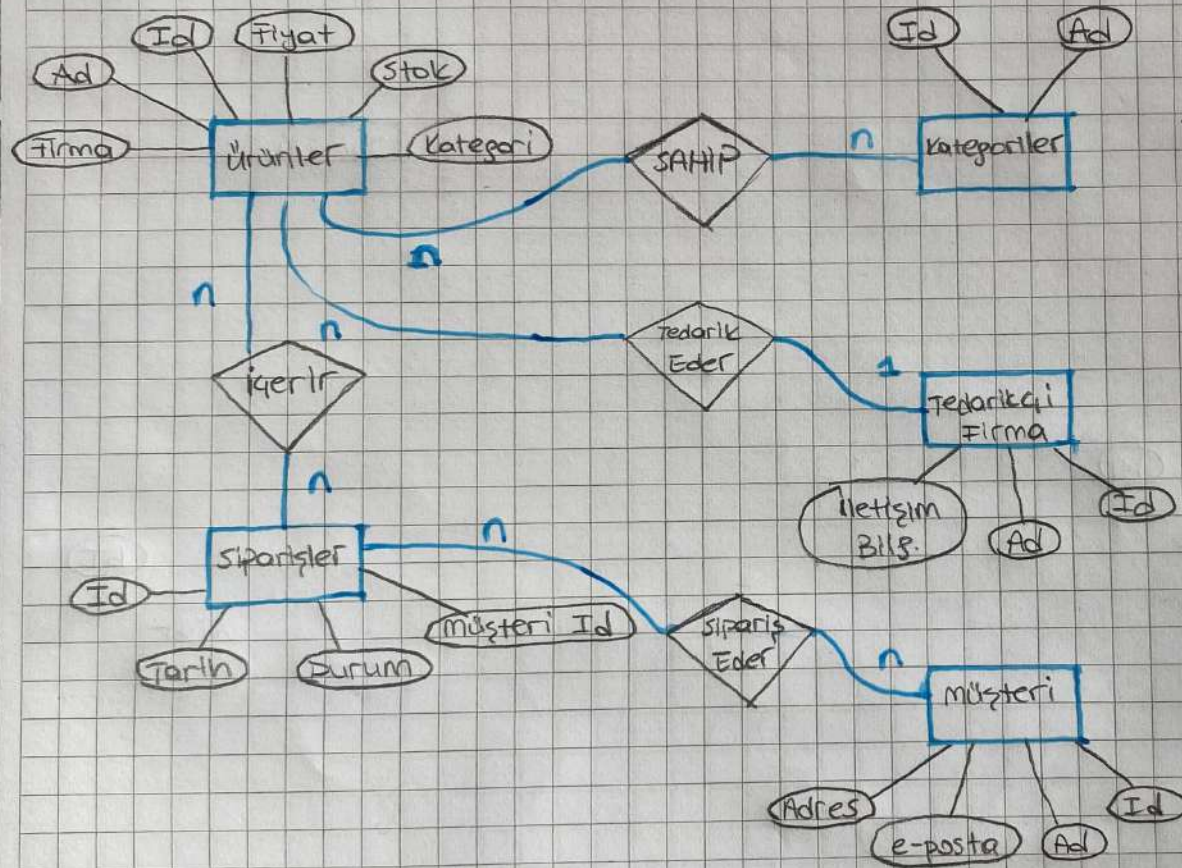 Id
Fiyat
Id
Ad
Ad
Stok
Firma
Ürünler
Kategori
SAHİP
n
Kategoriler
n
n
n
Tedarik
Eder
1
içerir
Tedarikçi
Firma
n
n
iletişim
Bilg.
Ad
Id
Siparişler
Id
müşteri Id
Sipariş
Eder
n
Tarih
Durum
müşteri
Adres
e-posta
Ad
Id